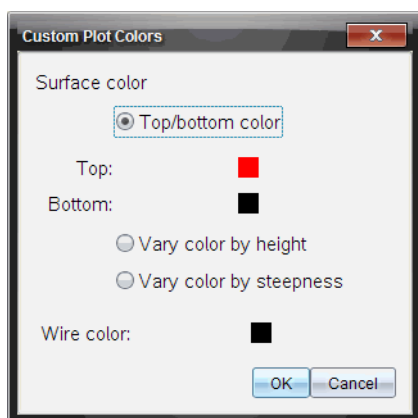 Custom Plot Colors
Surface color
Top/bottom color
Top:
Bottom:
Vary color by height
Vary color by steepness
Wire color:
OK Cancel